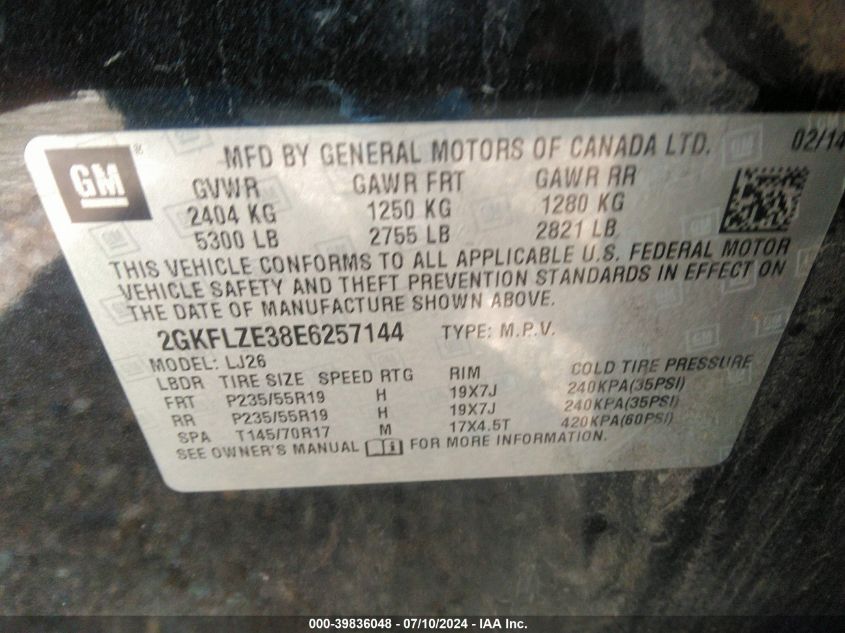 GM®
MFD BY GENERAL MOTORS OF CANADA LTD. 02/14
GVWR GAWR FRT GAWR RR
2404 KG 1250 KG 1280 KG
5300 LB 2755 LB 2821 LB
THIS VEHICLE CONFORMS TO ALL APPLICABLE U.S. FEDERAL MOTOR
VEHICLE SAFETY AND THEFT PREVENTION STANDARDS IN EFFECT ON
THE DATE OF MANUFACTURE SHOWN ABOVE.
2GKFLZE38E6257144 TYPE: M.P.V.
MODEL: LJ26
LBDR TIRE SIZE SPEED RTG RIM COLD TIRE PRESSURE
FRT P235/55R19 H 19X7J 240KPA(35PSI)
RR P235/55R19 H 19X7J 240KPA(35PSI)
SPA T145/70R17 M 17X4.5T 420KPA(60PSI)
SEE OWNER'S MANUAL FOR MORE INFORMATION.
000-39836048 - 07/10/2024 - IAA Inc.